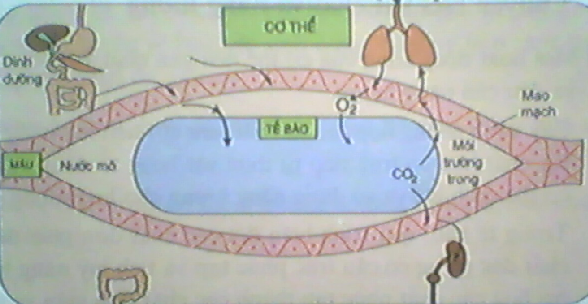 CƠ THỂ
Dinh
dưỡng
O₂
Mao
mạch
TẾ BÀO
MÁU
Nước mô
Môi
trường
trong
CO₂